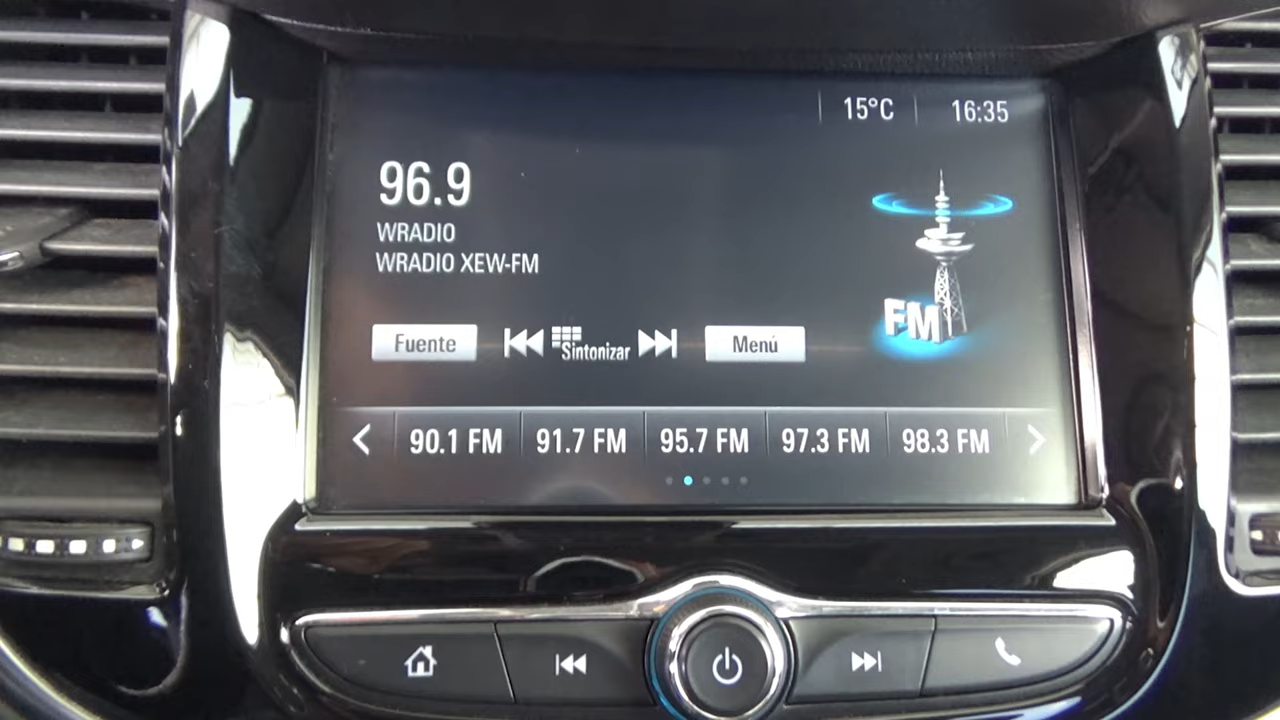 15°C 16:35
96.9
WRADIO
WRADIO XEW-FM
FM
Fuente Sintonizar Menú
90.1 FM 91.7 FM 95.7 FM 97.3 FM 98.3 FM